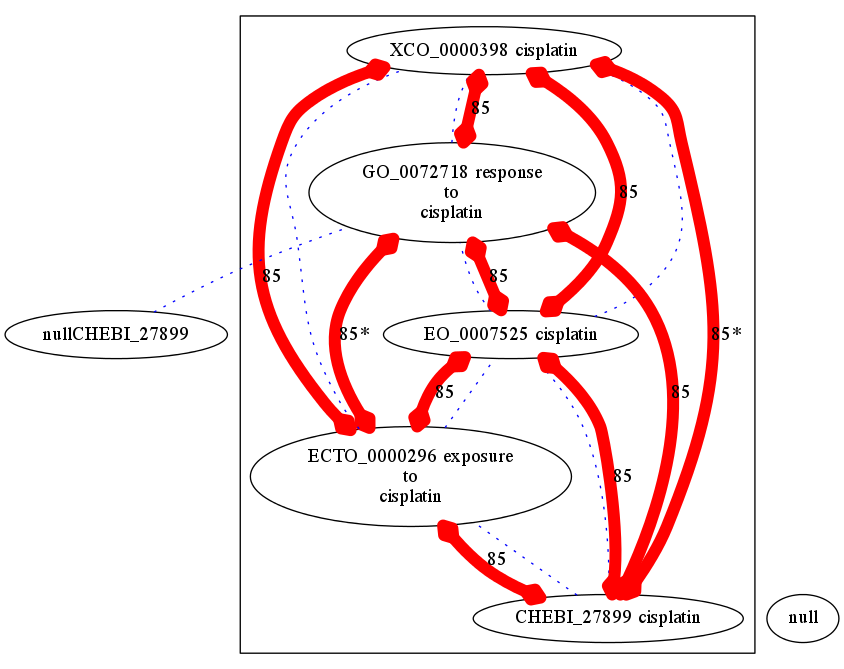 XCO_0000398 cisplatin
85
GO_0072718 response
to
cisplatin
85
85
85
nullCHEBI_27899
85*
EO_0007525 cisplatin
85*
85
85
ECTO_0000296 exposure
to
cisplatin
85
85
CHEBI_27899 cisplatin
null